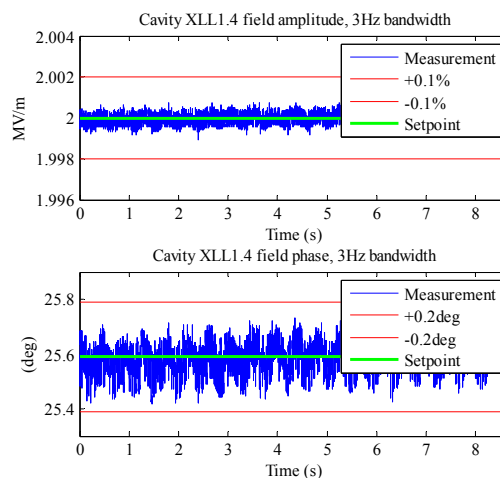 Cavity XLL1.4 field amplitude, 3Hz bandwidth
2.004
2.002
2
1.998
1.996
MV/m
Measurement
+0.1%
-0.1%
Setpoint
0 1 2 3 4 5 6 7 8
Time (s)
Cavity XLL1.4 field phase, 3Hz bandwidth
25.8
25.6
25.4
(deg)
Measurement
+0.2deg
-0.2deg
Setpoint
0 1 2 3 4 5 6 7 8
Time (s)